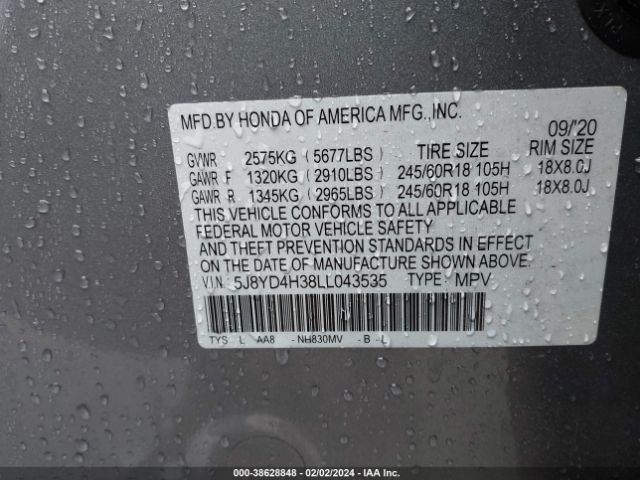 MFD.BY HONDA OF AMERICA MFG.,INC. 09/'20
GVWR 2575KG (5677LBS) TIRE SIZE RIM SIZE
GAWR F 1320KG (2910LBS) 245/60R18 105H 18X8.0J
GAWR R 1345KG (2965LBS) 245/60R18 105H 18X8.0J
THIS VEHICLE CONFORMS TO ALL APPLICABLE
FEDERAL MOTOR VEHICLE SAFETY
AND THEFT PREVENTION STANDARDS IN EFFECT
ON THE DATE OF MANUFACTURE SHOWN ABOVE.
V.I.N. 5J8YD4H38LL043535 TYPE: MPV
TYS L AA8 - NH830MV - B - L
000-38628848 - 02/02/2024 - IAA Inc.